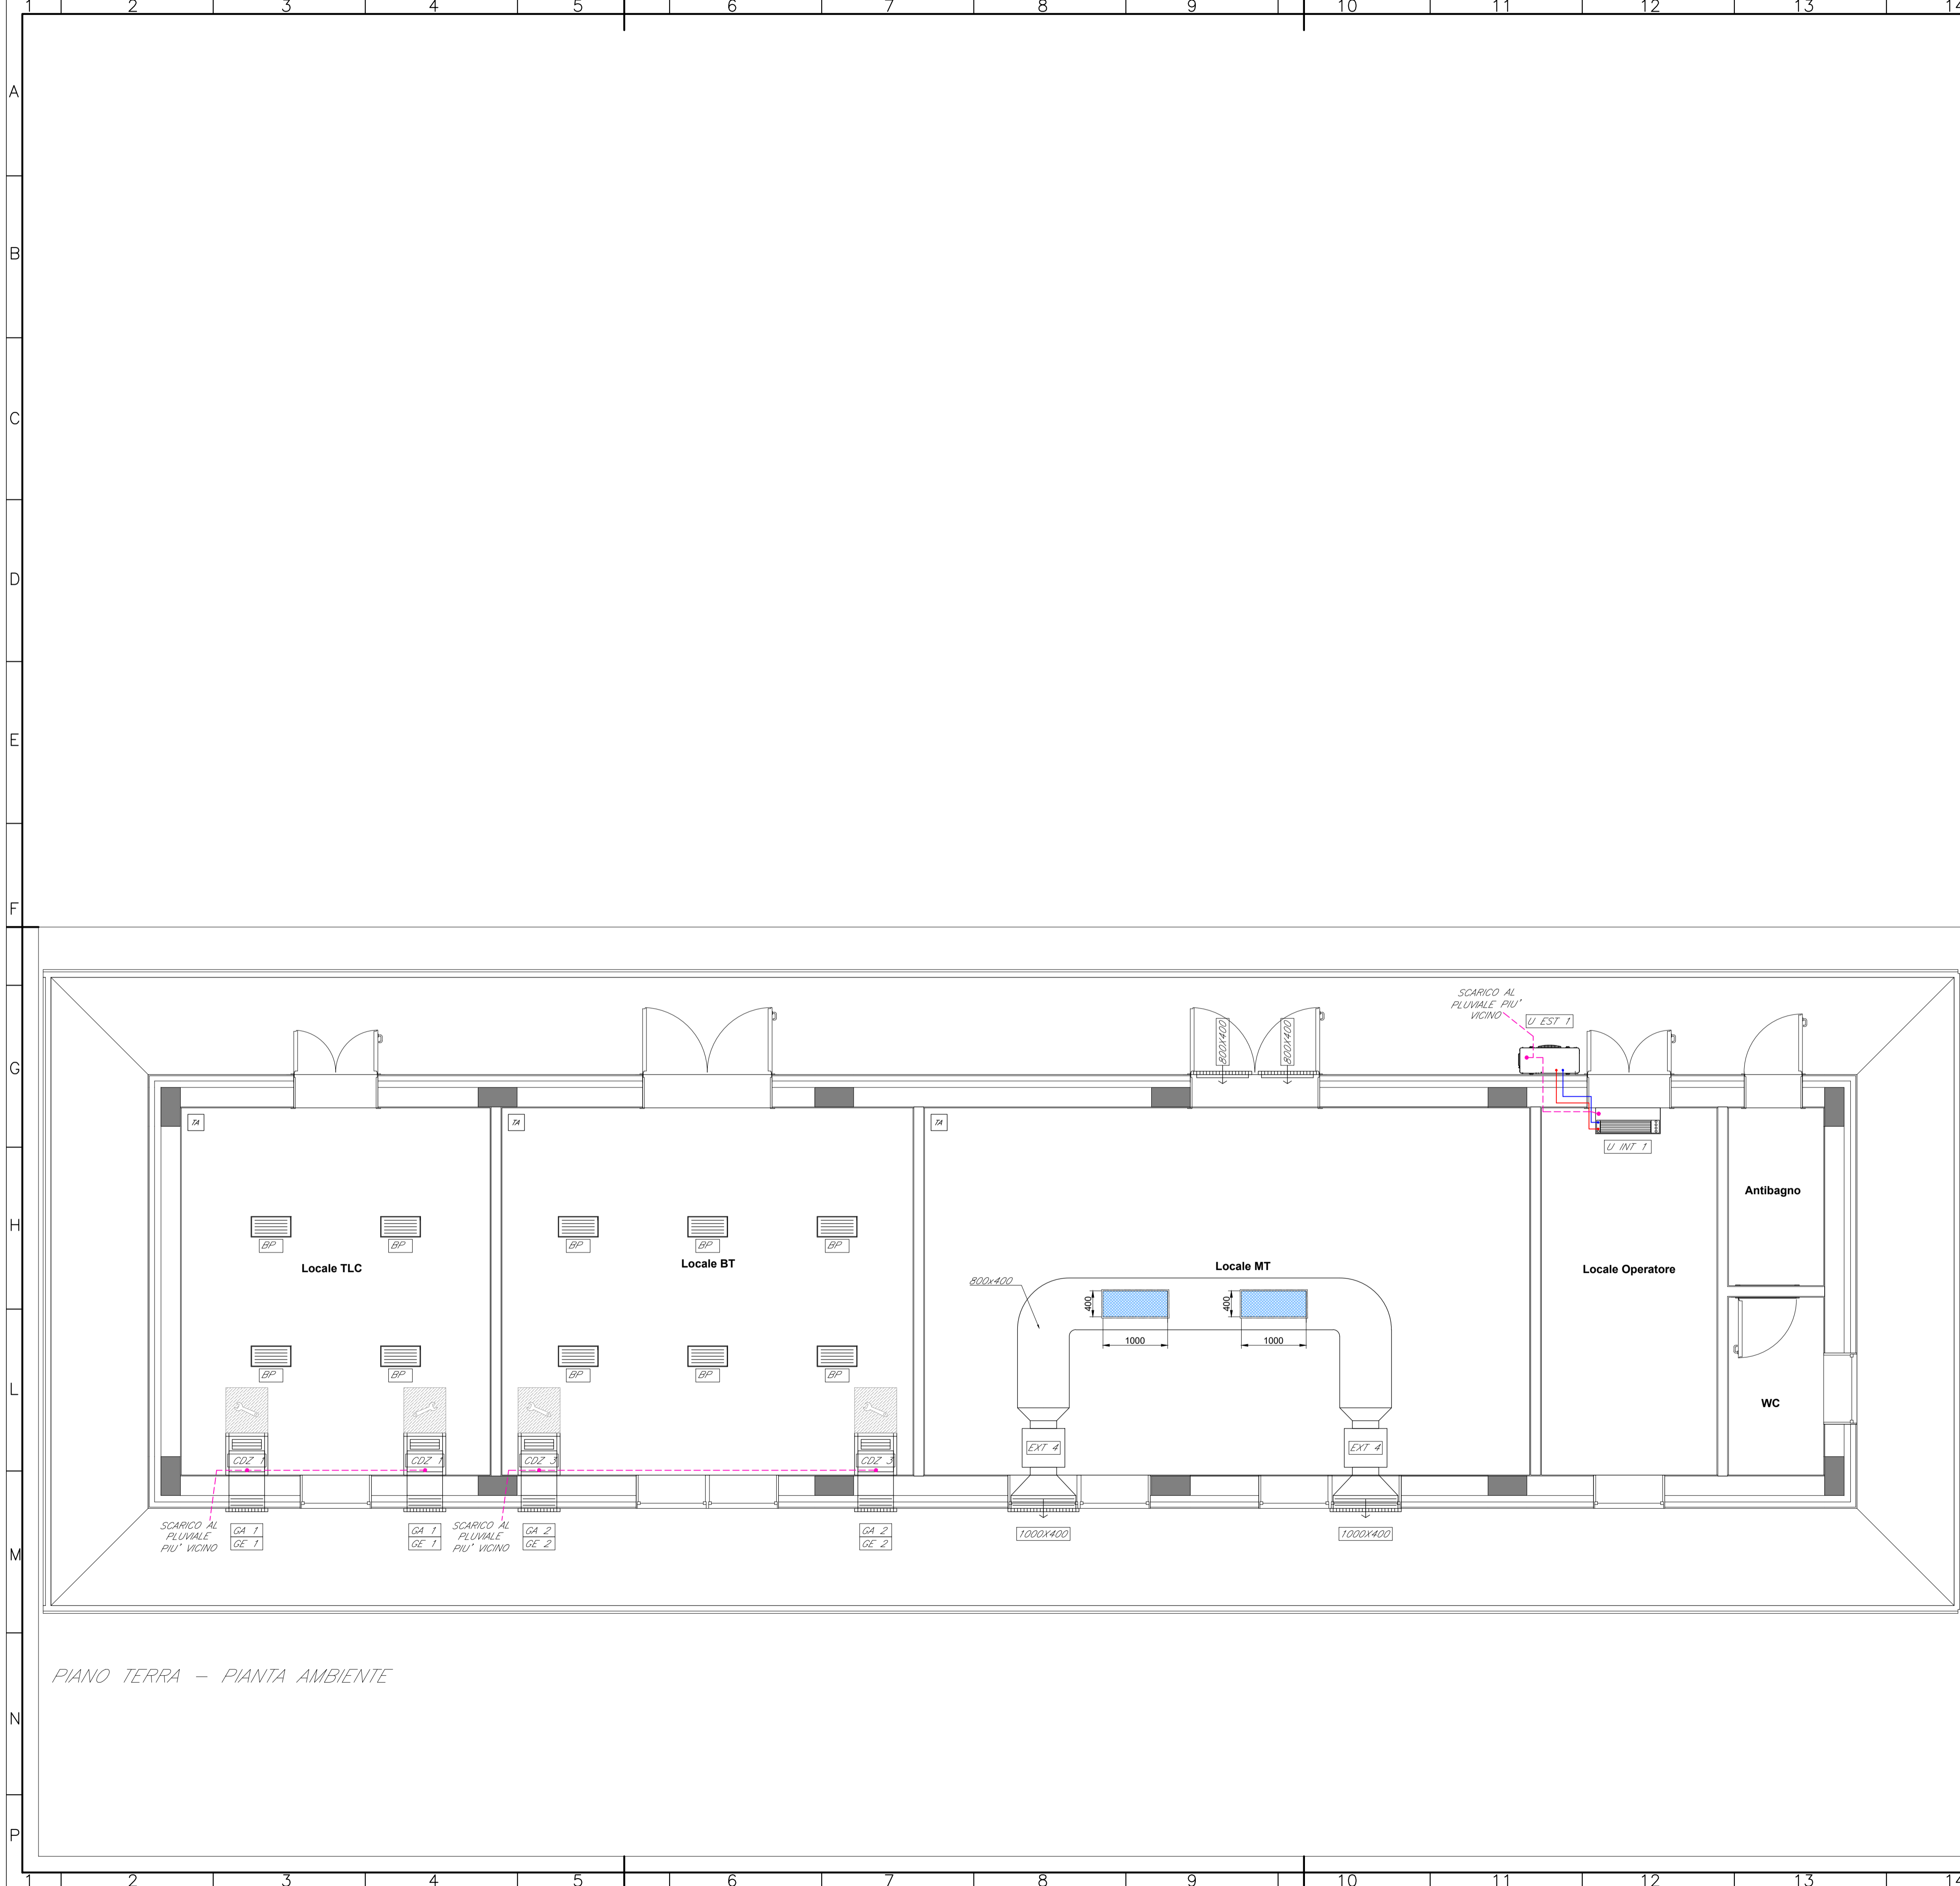 1 2 3 4 5 6 7 8 9 10 11 12 13 14
A
B
C
D
E
F
G
H
L
M
N
P
SCARICO AL
PLUVIALE PIU'
VICINO
U EST 1
800X400
800X400
TA
TA
TA
U INT 1
Antibagno
BP
BP
BP
BP
BP
Locale TLC
Locale BT
Locale MT
Locale Operatore
800x400
400
400
1000
1000
BP
BP
BP
BP
BP
WC
EXT 4
EXT 4
CDZ 1
CDZ 1
CDZ 3
CDZ 3
SCARICO AL
PLUVIALE
PIU' VICINO
GA 1
GE 1
GA 1
GE 1
SCARICO AL
PLUVIALE
PIU' VICINO
GA 2
GE 2
GA 2
GE 2
1000X400
1000X400
PIANO TERRA – PIANTA AMBIENTE
1 2 3 4 5 6 7 8 9 10 11 12 13 14